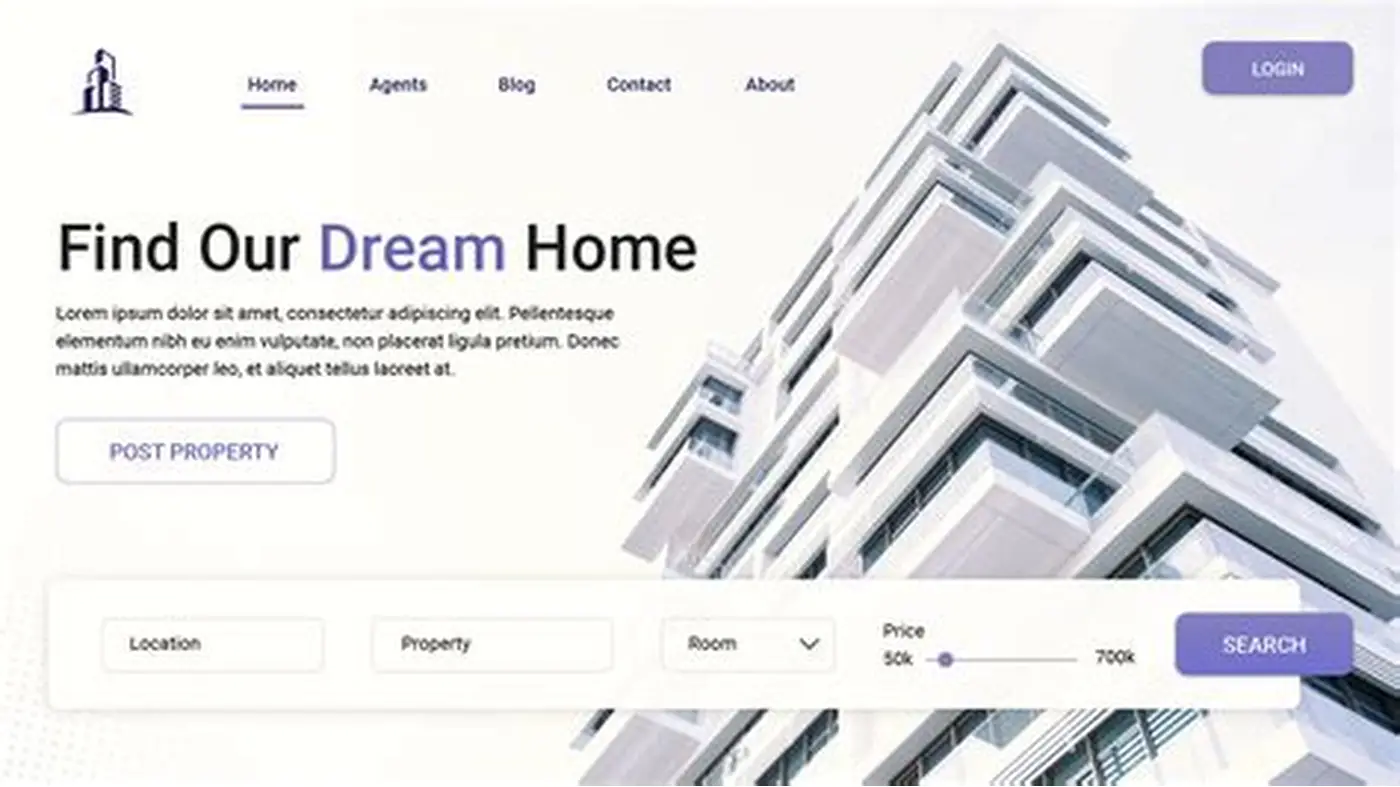 Home Agents Blog Contact About LOGIN
Find Our Dream Home
Lorem ipsum dolor sit amet, consectetur adipiscing elit. Pellentesque
elementum nibh eu enim vulputate, non placerat ligula pretium. Donec
mattis ullamcorper leo, et aliquet tellus laoreet at.
POST PROPERTY
Location Property Room Price 50k 700k SEARCH